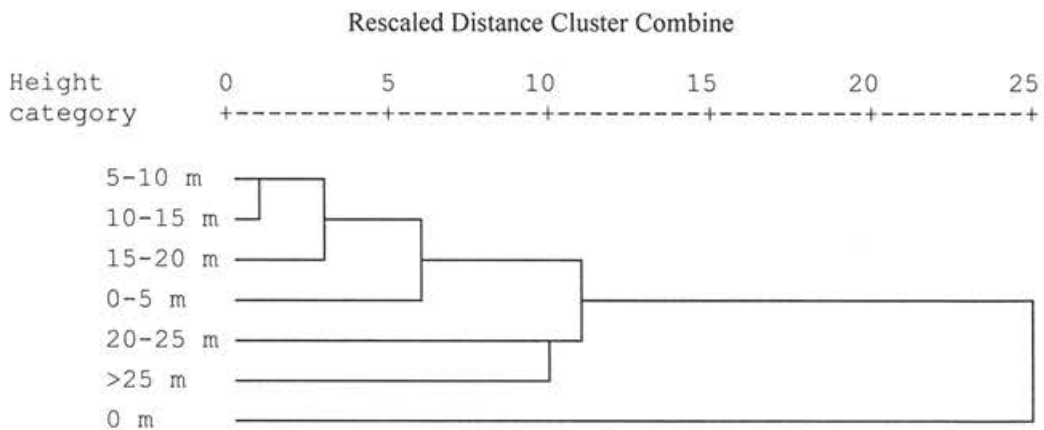 Rescaled Distance Cluster Combine
Height 0 5 10 15 20 25
category +---------+---------+---------+---------+---------+
5-10 m
10-15 m
15-20 m
0-5 m
20-25 m
>25 m
0 m